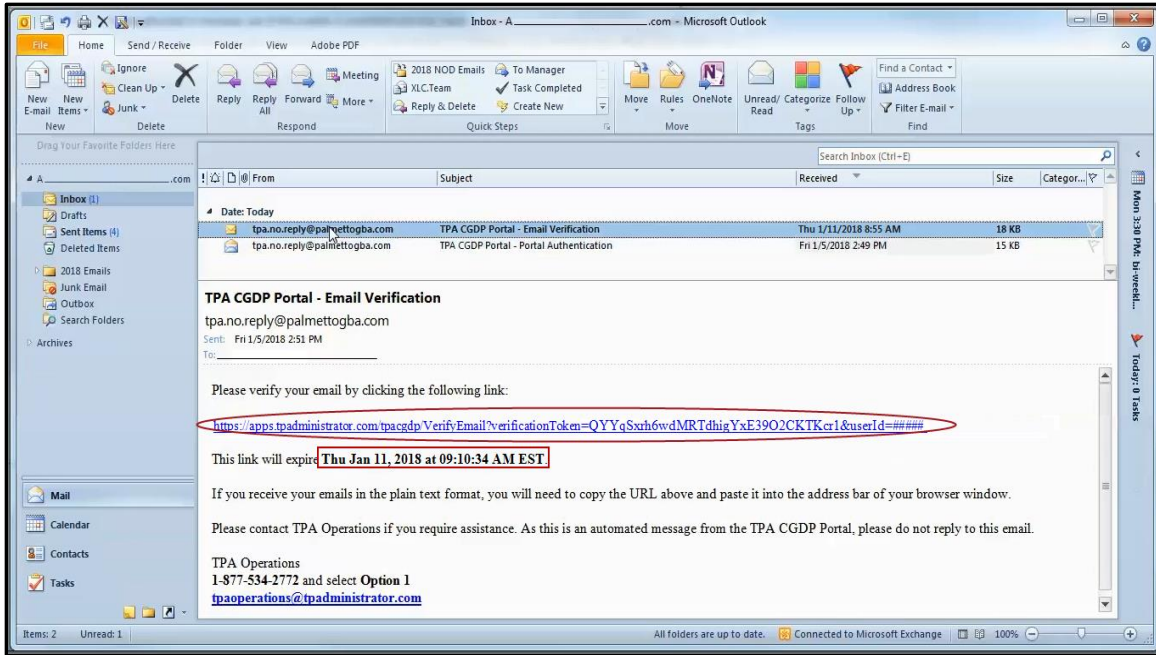 Inbox - A____________.com - Microsoft Outlook
File Home Send / Receive Folder View Adobe PDF
New E-mail
New Items
New
Ignore
Clean Up
Junk
Delete
Delete
Reply
Reply All
Forward
Meeting
More
Respond
2018 NOD Emails
XLC.Team
Reply & Delete
To Manager
Task Completed
Create New
Quick Steps
Move
Rules
OneNote
Move
Unread/ Read
Categorize
Follow Up
Tags
Find a Contact
Address Book
Filter E-mail
Find
Drag Your Favorite Folders Here
A____________.com
Inbox (1)
Drafts
Sent Items (4)
Deleted Items
2018 Emails
Junk Email
Outbox
Search Folders
Archives
Mail
Calendar
Contacts
Tasks
Search Inbox (Ctrl+E)
From Subject Received Size Categor...
Date: Today
tpa.no.reply@palmettogba.com TPA CGDP Portal - Email Verification Thu 1/11/2018 8:55 AM 18 KB
tpa.no.reply@palmettogba.com TPA CGDP Portal - Portal Authentication Fri 1/5/2018 2:49 PM 15 KB
TPA CGDP Portal - Email Verification
tpa.no.reply@palmettogba.com
Sent: Fri 1/5/2018 2:51 PM
To:
Please verify your email by clicking the following link:
https://apps.tpadministrator.com/tpacgdp/VerifyEmail?verificationToken=QYYqSxrh6wdMRTdhigYxE39O2CKTKcr1&userId=#####
This link will expire Thu Jan 11, 2018 at 09:10:34 AM EST.
If you receive your emails in the plain text format, you will need to copy the URL above and paste it into the address bar of your browser window.
Please contact TPA Operations if you require assistance. As this is an automated message from the TPA CGDP Portal, please do not reply to this email.
TPA Operations
1-877-534-2772 and select Option 1
tpaoperations@tpadministrator.com
Mon 3:30 PM: bi-weekl...
Today: 0 Tasks
Items: 2 Unread: 1
All folders are up to date. Connected to Microsoft Exchange 100%